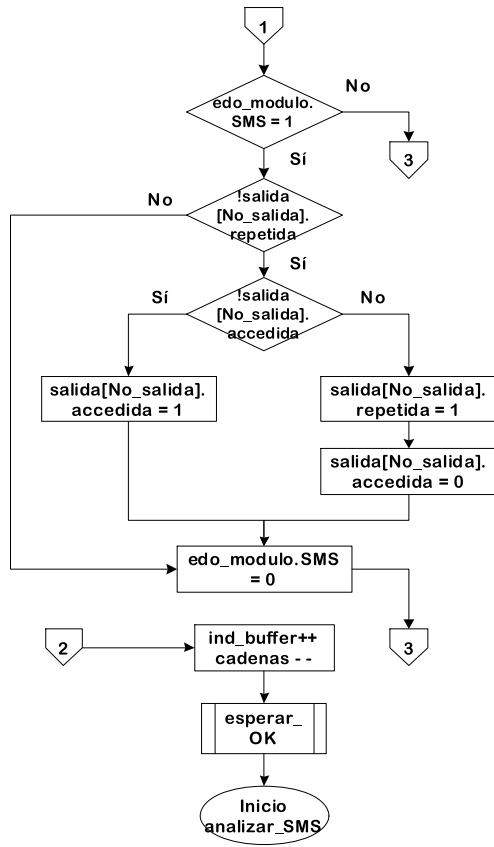 1
edo_modulo.
SMS = 1
No
3
Sí
!salida
[No_salida].
repetida
No
Sí
!salida
[No_salida].
accedida
Sí
No
salida[No_salida].
accedida = 1
salida[No_salida].
repetida = 1
salida[No_salida].
accedida = 0
edo_modulo.SMS
= 0
3
2
ind_buffer++
cadenas - -
esperar_
OK
Inicio
analizar_SMS